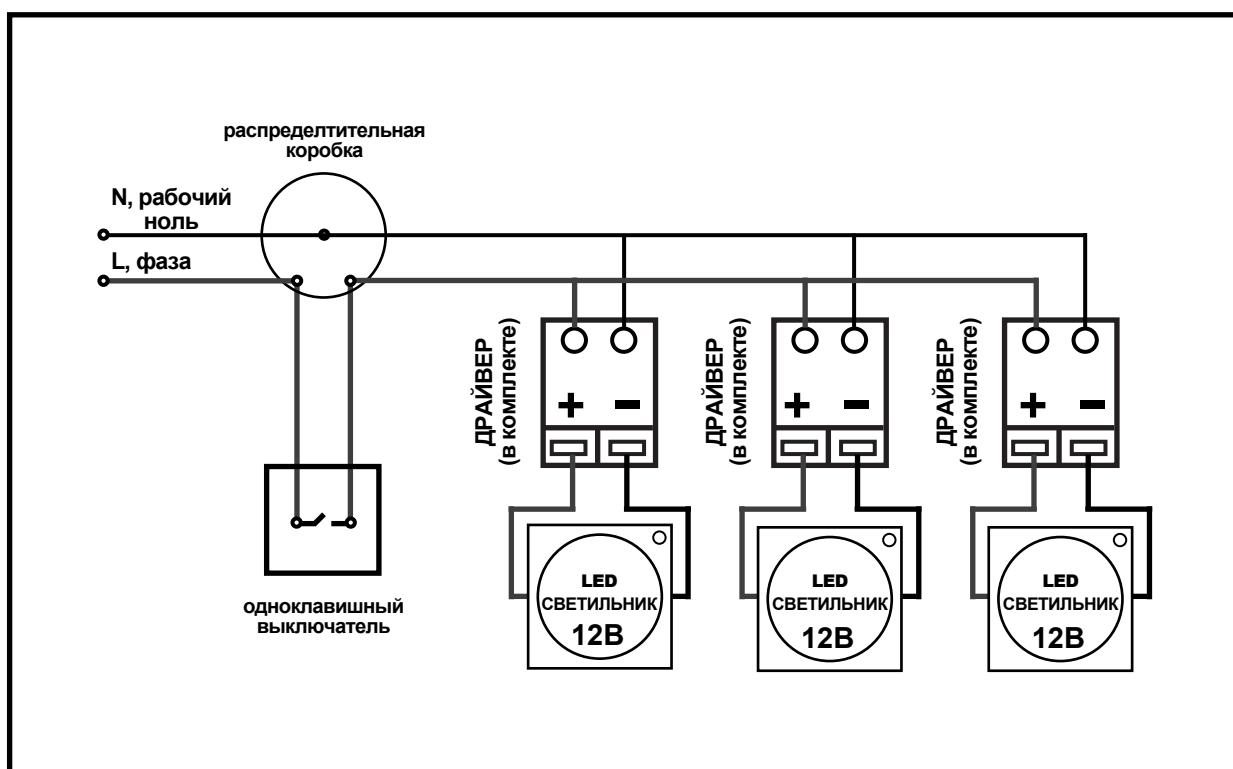 распределтительная
коробка
N, рабочий
ноль
L, фаза
ДРАЙВЕР
(в комплекте)
+ −
ДРАЙВЕР
(в комплекте)
+ −
ДРАЙВЕР
(в комплекте)
+ −
LED
СВЕТИЛЬНИК
12В
LED
СВЕТИЛЬНИК
12В
LED
СВЕТИЛЬНИК
12В
одноклавишный
выключатель